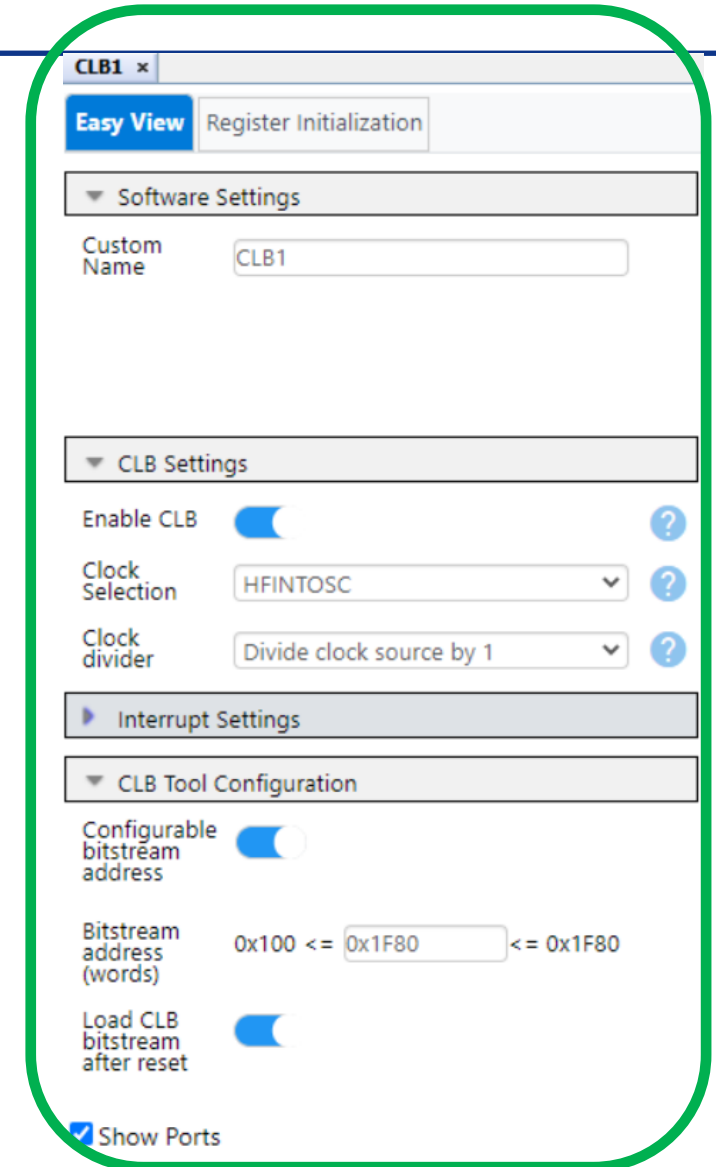 CLB1 ×
Easy View Register Initialization
Software Settings
Custom
Name
CLB1
CLB Settings
Enable CLB
?
Clock
Selection
HFINTOSC
?
Clock
divider
Divide clock source by 1
?
Interrupt Settings
CLB Tool Configuration
Configurable
bitstream
address
Bitstream
address
(words)
0x100 <= 0x1F80 <= 0x1F80
Load CLB
bitstream
after reset
Show Ports